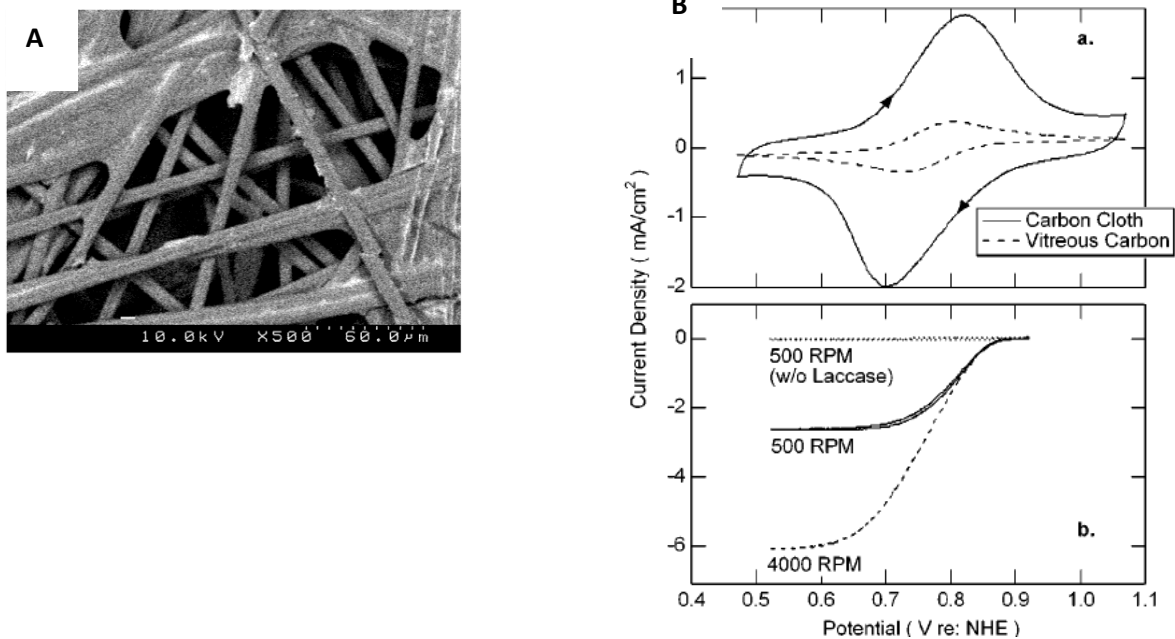 A
10.0kV X500 60.0µm
B
a.
1
0
-1
-2
Carbon Cloth
Vitreous Carbon
Current Density ( mA/cm² )
0
-2
-4
-6
500 RPM
(w/o Laccase)
500 RPM
4000 RPM
b.
0.4 0.5 0.6 0.7 0.8 0.9 1.0 1.1
Potential ( V re: NHE )